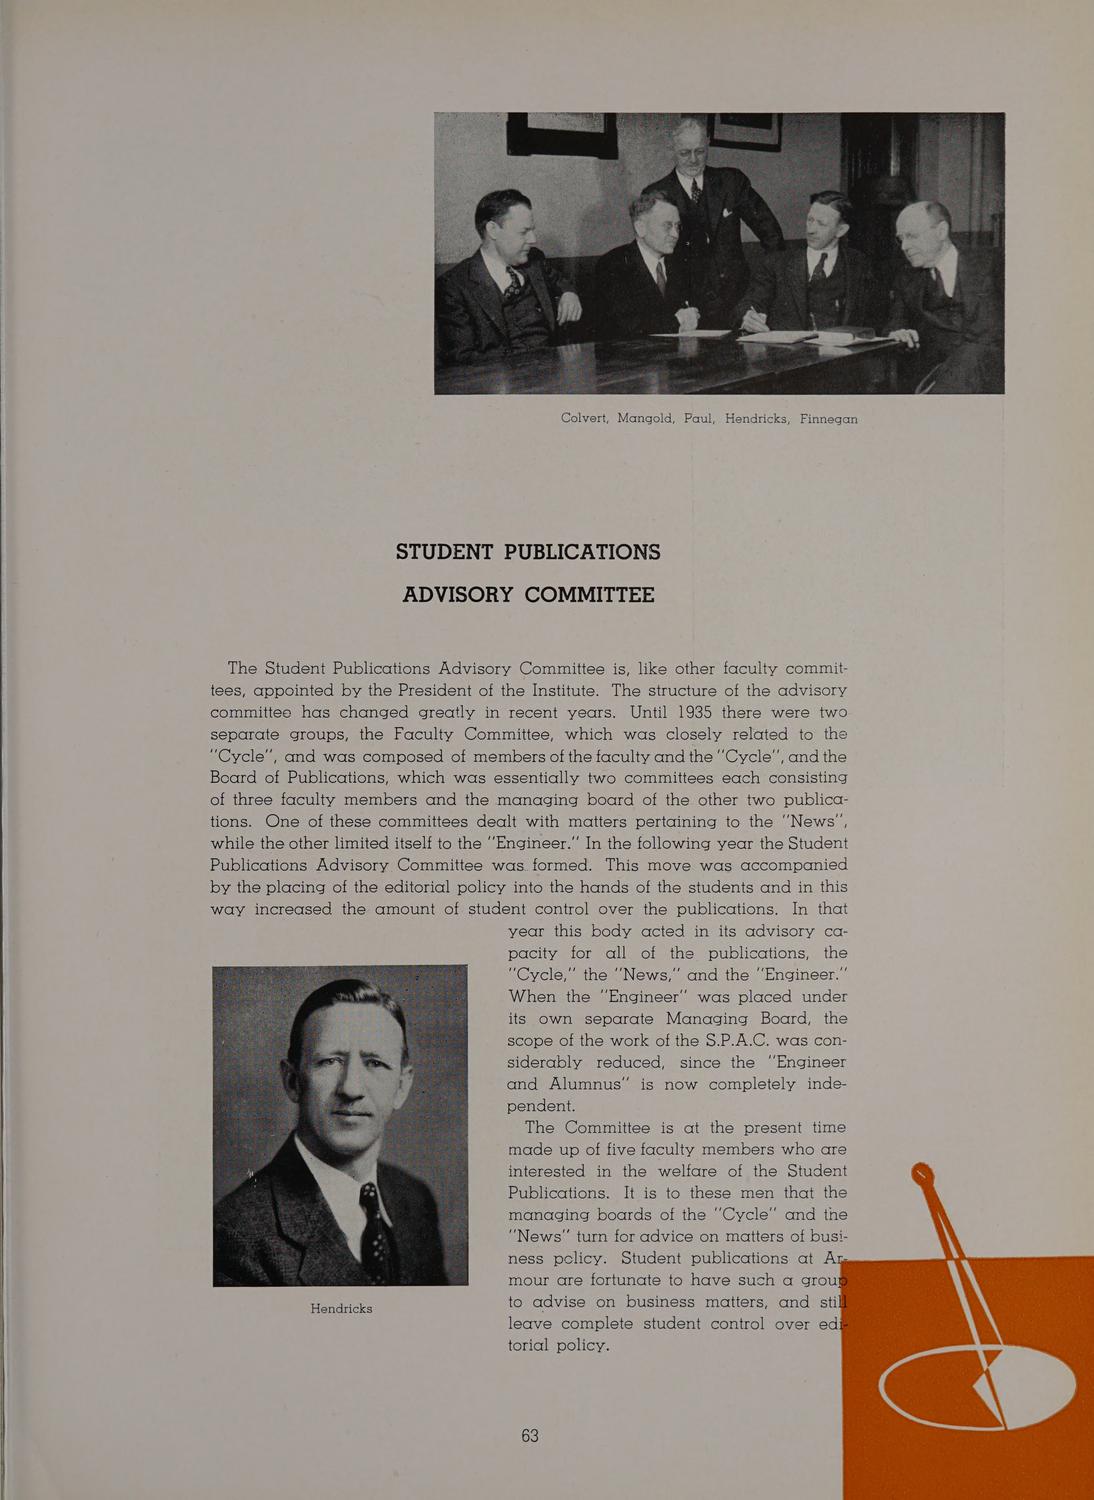 Colvert, Mangold, Paul, Hendricks, Finnegan
STUDENT PUBLICATIONS
ADVISORY COMMITTEE
The Student Publications Advisory Committee is, like other faculty commit-
tees, appointed by the President of the Institute. The structure of the advisory
committee has changed greatly in recent years. Until 1935 there were two
separate groups, the Faculty Committee, which was closely related to the
"Cycle", and was composed of members of the faculty and the "Cycle", and the
Board of Publications, which was essentially two committees each consisting
of three faculty members and the managing board of the other two publica-
tions. One of these committees dealt with matters pertaining to the "News",
while the other limited itself to the "Engineer." In the following year the Student
Publications Advisory Committee was formed. This move was accompanied
by the placing of the editorial policy into the hands of the students and in this
way increased the amount of student control over the publications. In that
year this body acted in its advisory ca-
pacity for all of the publications, the
"Cycle," the "News," and the "Engineer."
When the "Engineer" was placed under
its own separate Managing Board, the
scope of the work of the S.P.A.C. was con-
siderably reduced, since the "Engineer
and Alumnus" is now completely inde-
pendent.
The Committee is at the present time
made up of five faculty members who are
interested in the welfare of the Student
Publications. It is to these men that the
managing boards of the "Cycle" and the
"News" turn for advice on matters of busi-
ness policy. Student publications at Ar-
mour are fortunate to have such a group
to advise on business matters, and still
leave complete student control over edi-
torial policy.
Hendricks
63